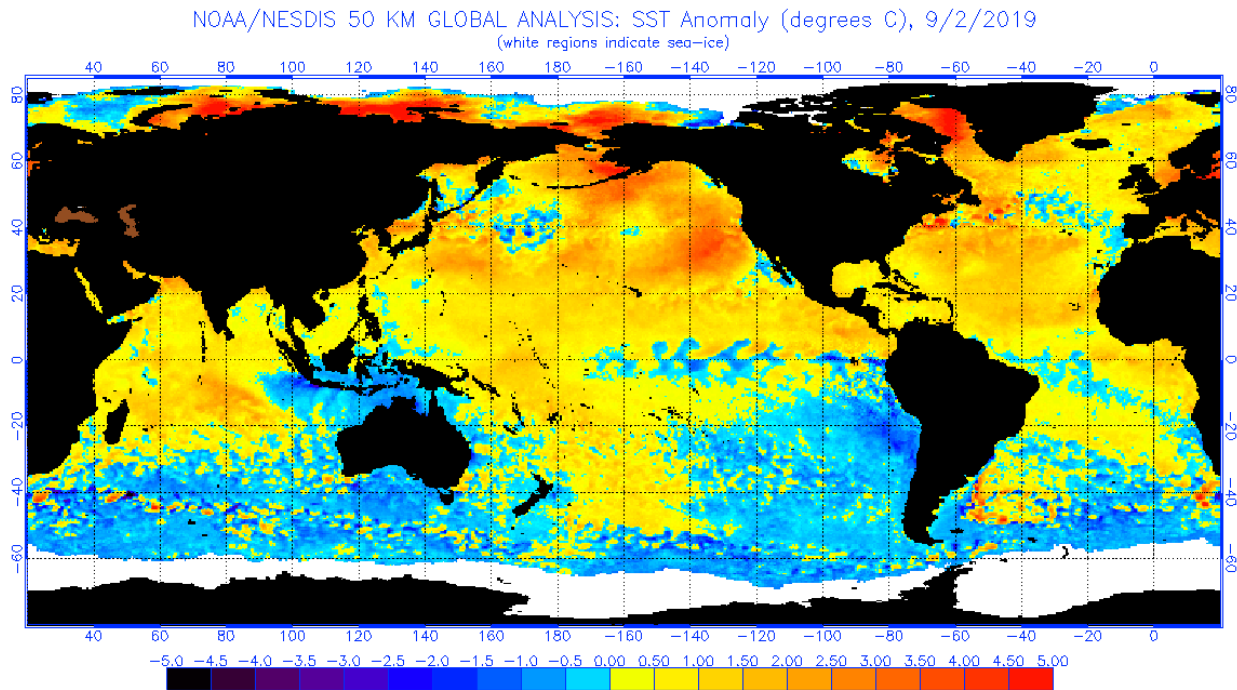 NOAA/NESDIS 50 KM GLOBAL ANALYSIS: SST Anomaly (degrees C), 9/2/2019
(white regions indicate sea-ice)
40 60 80 100 120 140 160 180 -160 -140 -120 -100 -80 -60 -40 -20 0
80 80
60 60
40 40
20 20
0 0
-20 -20
-40 -40
-60 -60
40 60 80 100 120 140 160 180 -160 -140 -120 -100 -80 -60 -40 -20 0
-5.0 -4.5 -4.0 -3.5 -3.0 -2.5 -2.0 -1.5 -1.0 -0.5 0.00 0.50 1.00 1.50 2.00 2.50 3.00 3.50 4.00 4.50 5.00